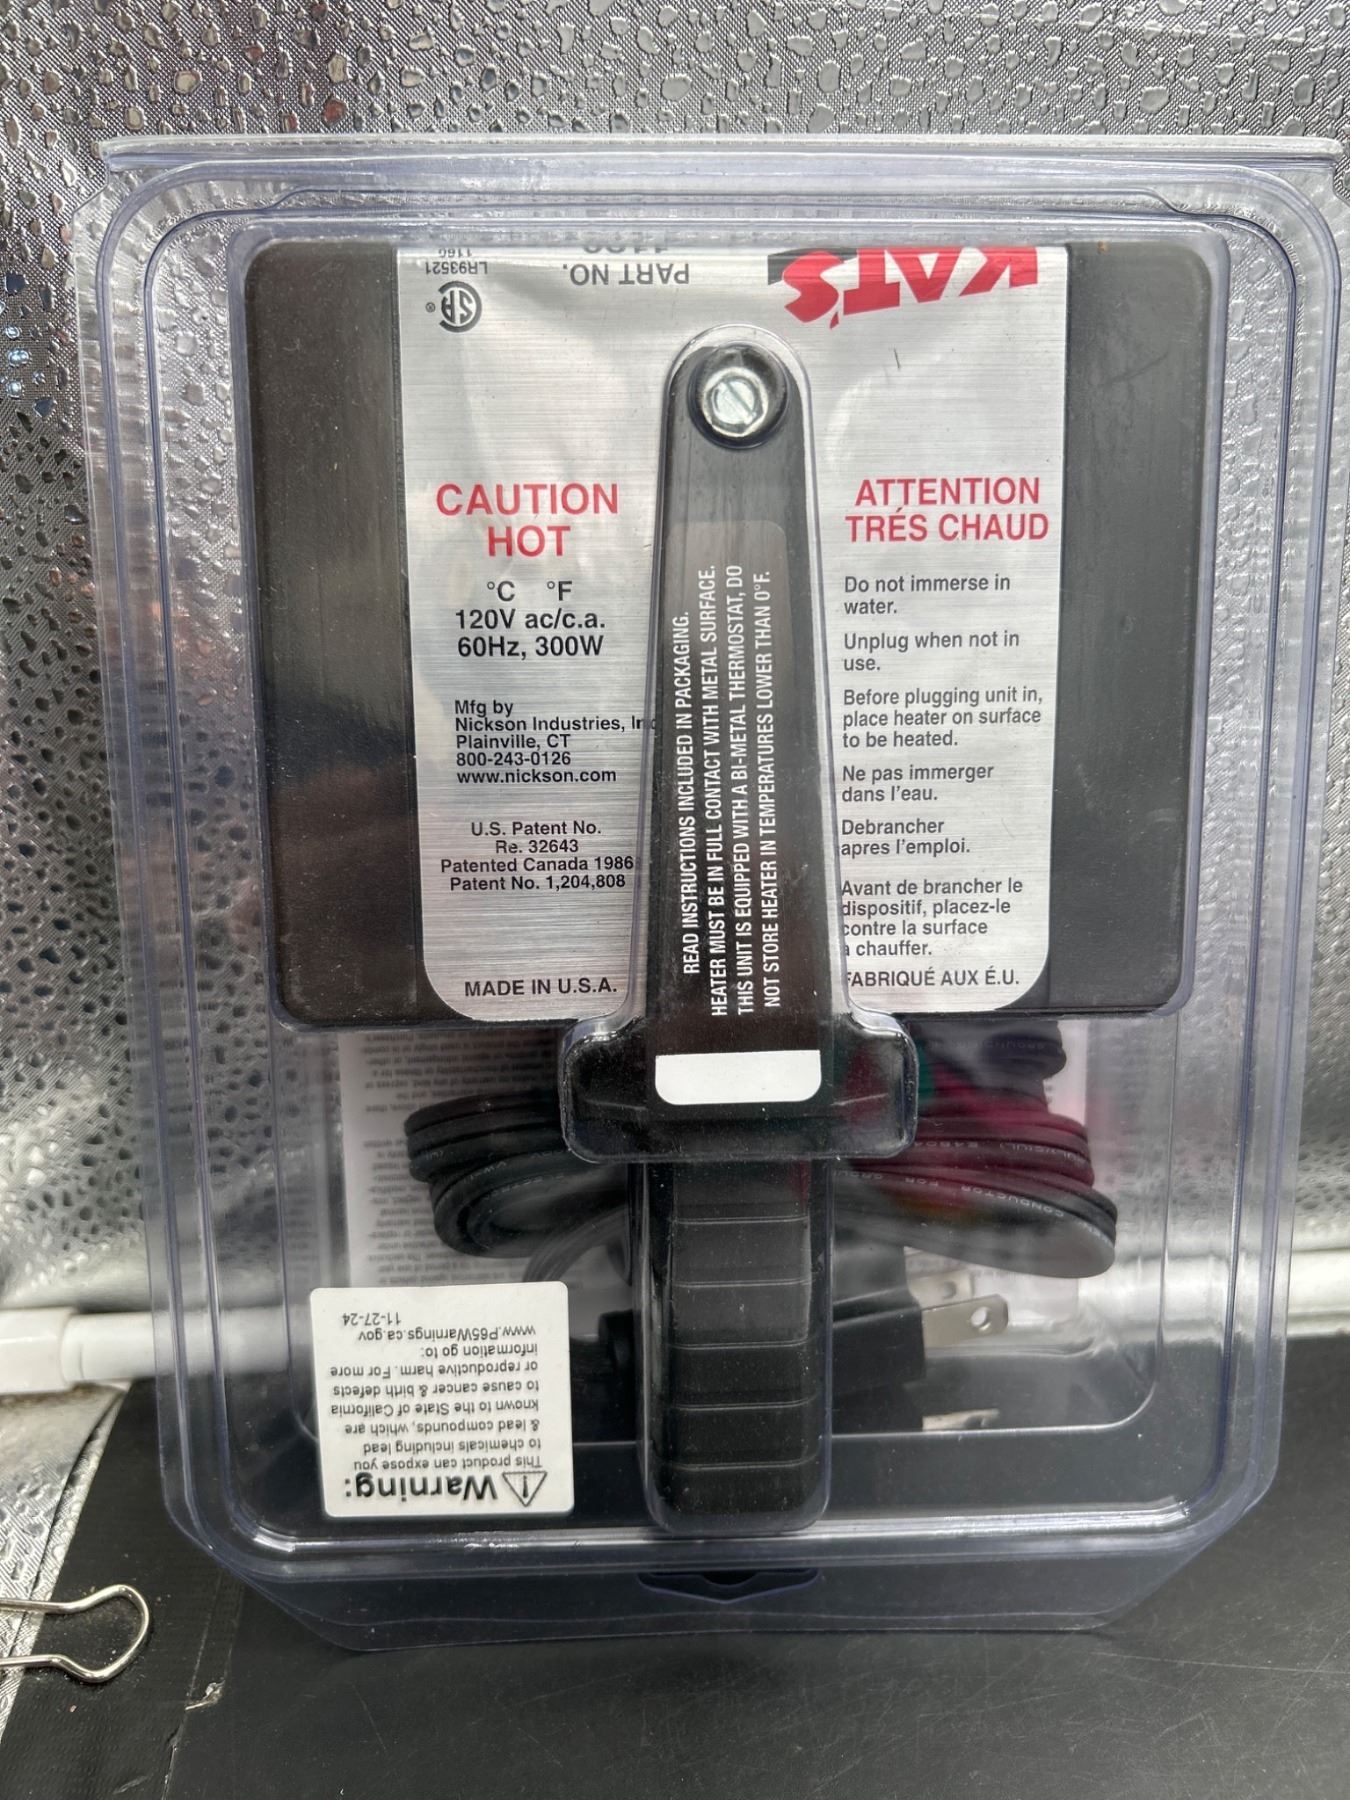 KAT'S
PART NO.
LR93521
1160
SA®
CAUTION
HOT
°C °F
120V ac/c.a.
60Hz, 300W
Mfg by
Nickson Industries, Inc
Plainville, CT
800-243-0126
www.nickson.com
U.S. Patent No.
Re. 32643
Patented Canada 1986
Patent No. 1,204,808
MADE IN U.S.A.
READ INSTRUCTIONS INCLUDED IN PACKAGING.
HEATER MUST BE IN FULL CONTACT WITH METAL SURFACE.
THIS UNIT IS EQUIPPED WITH A BI-METAL THERMOSTAT, DO
NOT STORE HEATER IN TEMPERATURES LOWER THAN 0°F.
ATTENTION
TRÉS CHAUD
Do not immerse in
water.
Unplug when not in
use.
Before plugging unit in,
place heater on surface
to be heated.
Ne pas immerger
dans l'eau.
Debrancher
apres l'emploi.
Avant de brancher le
dispositif, placez-le
contre la surface
à chauffer.
FABRIQUÉ AUX É.U.
CONDUCTOR FOR
Warning:
This product can expose you
to chemicals including lead
& lead compounds, which are
known to the State of California
to cause cancer & birth defects
or reproductive harm. For more
information go to:
www.P65Warnings.ca.gov
11-27-24